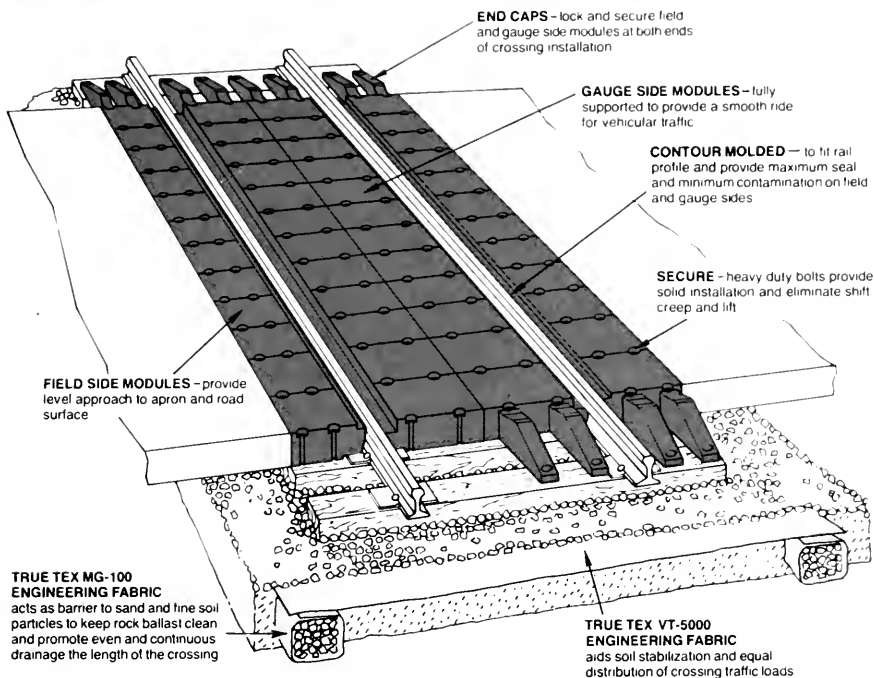 END CAPS – lock and secure field
and gauge side modules at both ends
of crossing installation
GAUGE SIDE MODULES – fully
supported to provide a smooth ride
for vehicular traffic
CONTOUR MOLDED — to fit rail
profile and provide maximum seal
and minimum contamination on field
and gauge sides
SECURE – heavy duty bolts provide
solid installation and eliminate shift
creep and lift
FIELD SIDE MODULES – provide
level approach to apron and road
surface
TRUE TEX MG-100
ENGINEERING FABRIC
acts as barrier to sand and fine soil
particles to keep rock ballast clean
and promote even and continuous
drainage the length of the crossing
TRUE TEX VT-5000
ENGINEERING FABRIC
aids soil stabilization and equal
distribution of crossing traffic loads